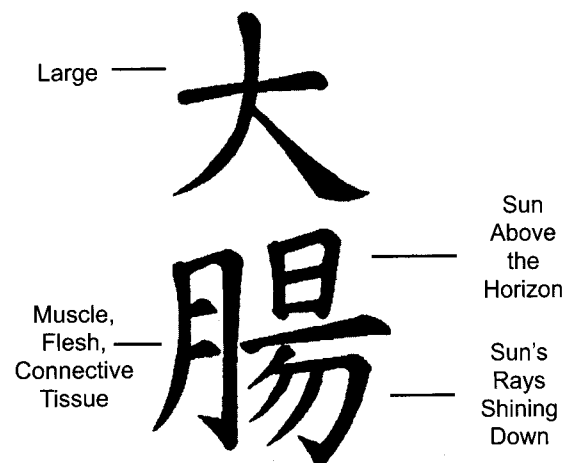 大
Large
腸
Sun
Above
the
Horizon
Muscle,
Flesh,
Connective
Tissue
Sun's
Rays
Shining
Down